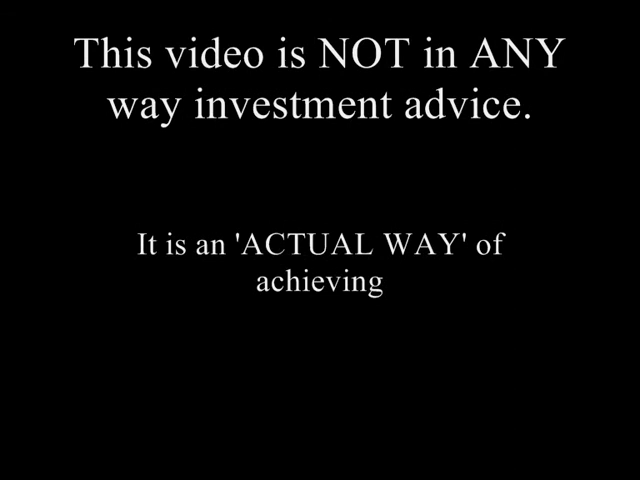 This video is NOT in ANY
way investment advice.
It is an 'ACTUAL WAY' of
achieving